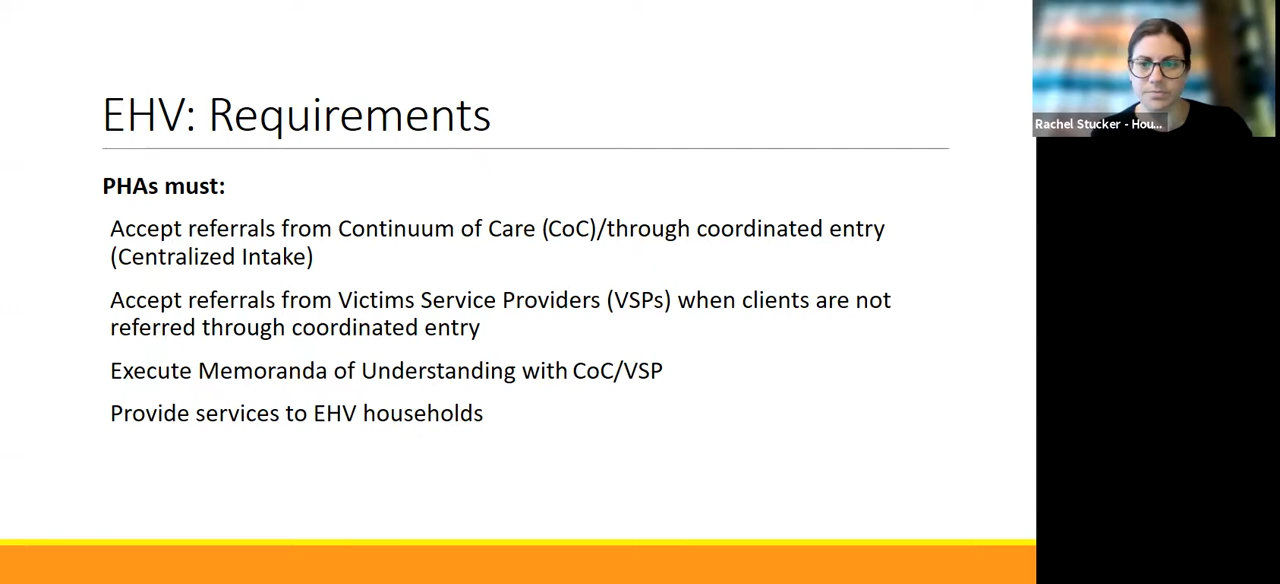 EHV: Requirements
PHAs must:
Accept referrals from Continuum of Care (CoC)/through coordinated entry
(Centralized Intake)
Accept referrals from Victims Service Providers (VSPs) when clients are not
referred through coordinated entry
Execute Memoranda of Understanding with CoC/VSP
Provide services to EHV households
Rachel Stucker - Hou...